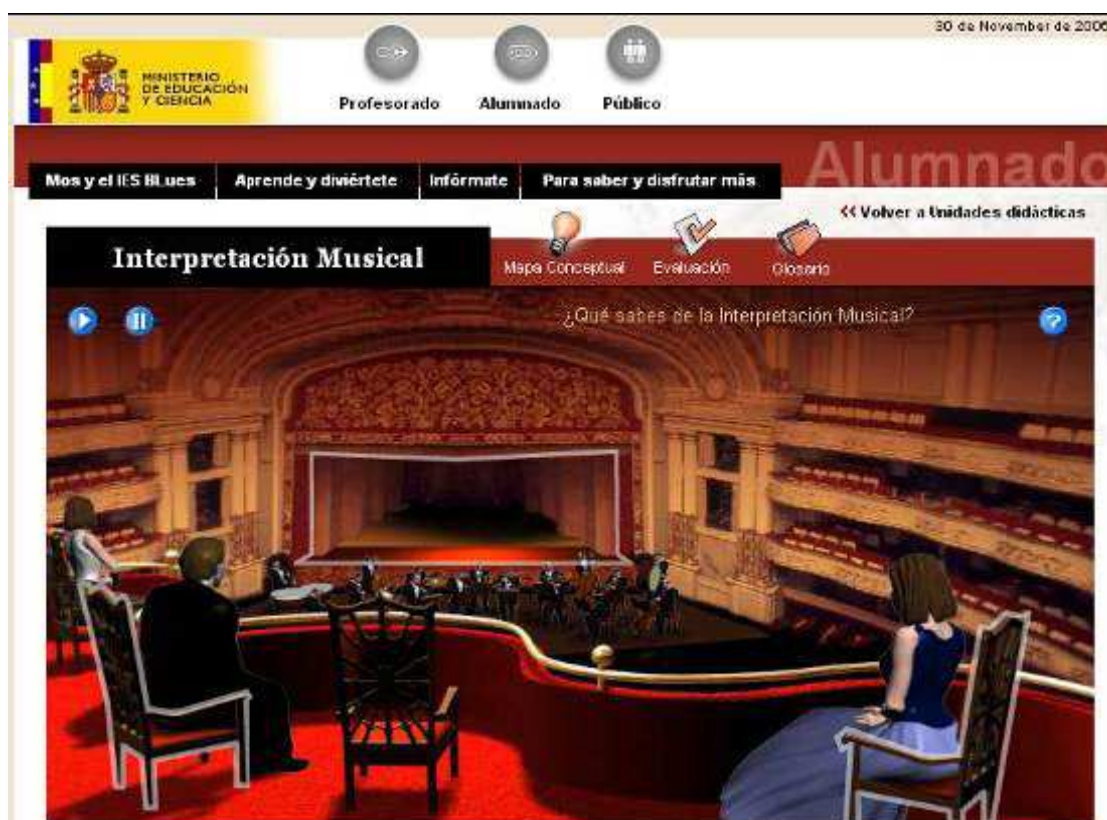 30 de November de 2006
MINISTERIO
DE EDUCACIÓN
Y CIENCIA
Profesorado
Alumnado
Público
Alumnado
Mos y el IES BLues
Aprende y diviértete
Infórmate
Para saber y disfrutar más
<< Volver a Unidades didácticas
Interpretación Musical
Mapa Conceptual
Evaluación
Glosario
¿Qué sabes de la Interpretación Musical?
?